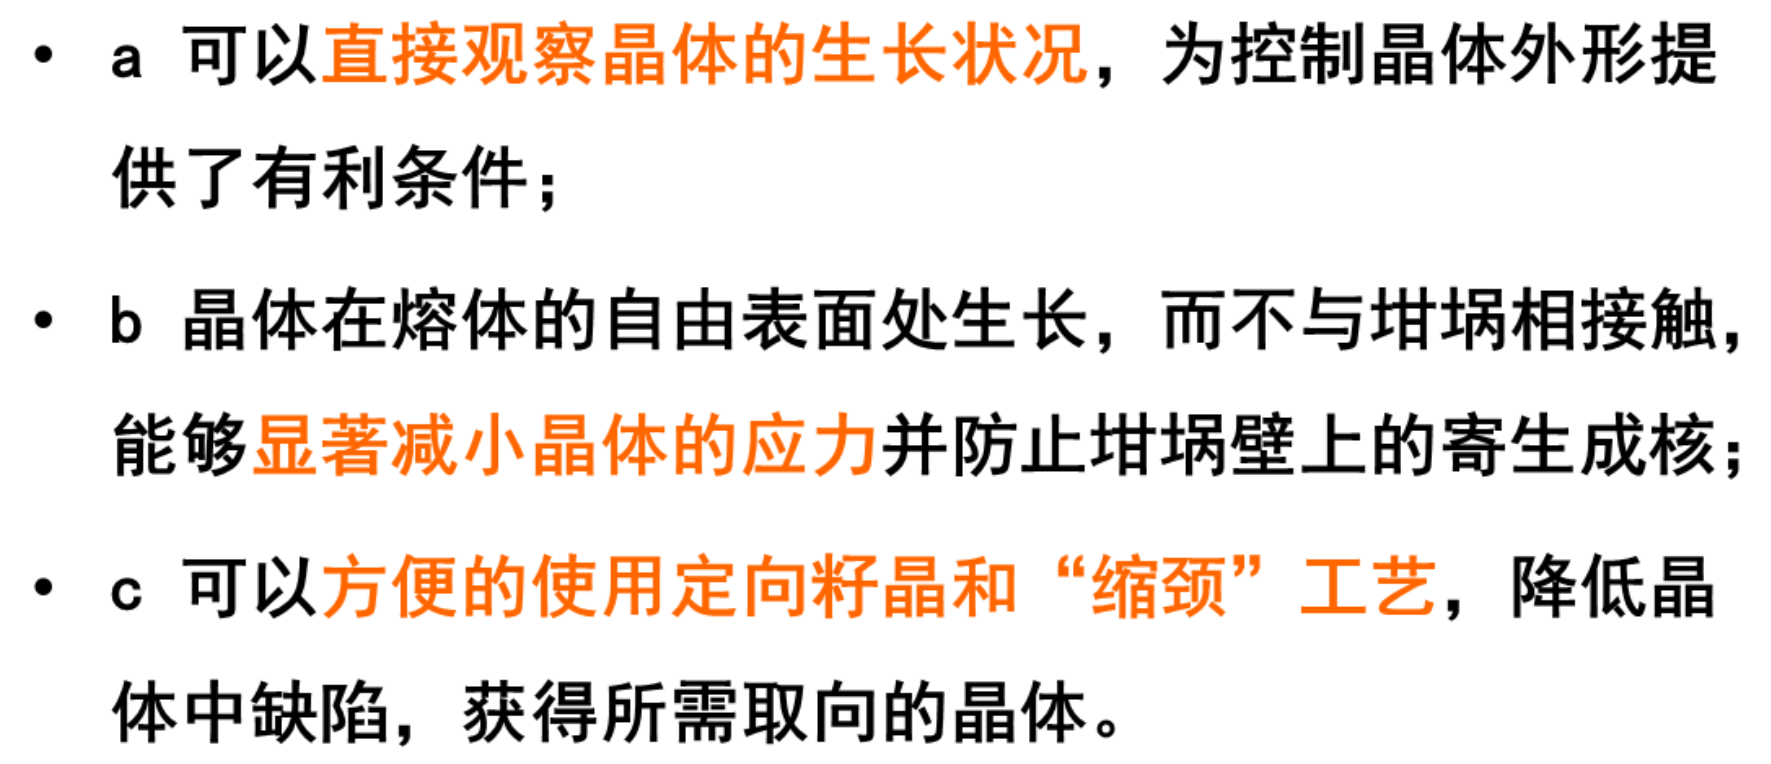 • a 可以直接观察晶体的生长状况，为控制晶体外形提
供了有利条件；
• b 晶体在熔体的自由表面处生长，而不与坩埚相接触，
能够显著减小晶体的应力并防止坩埚壁上的寄生成核；
• c 可以方便的使用定向籽晶和“缩颈”工艺，降低晶
体中缺陷，获得所需取向的晶体。